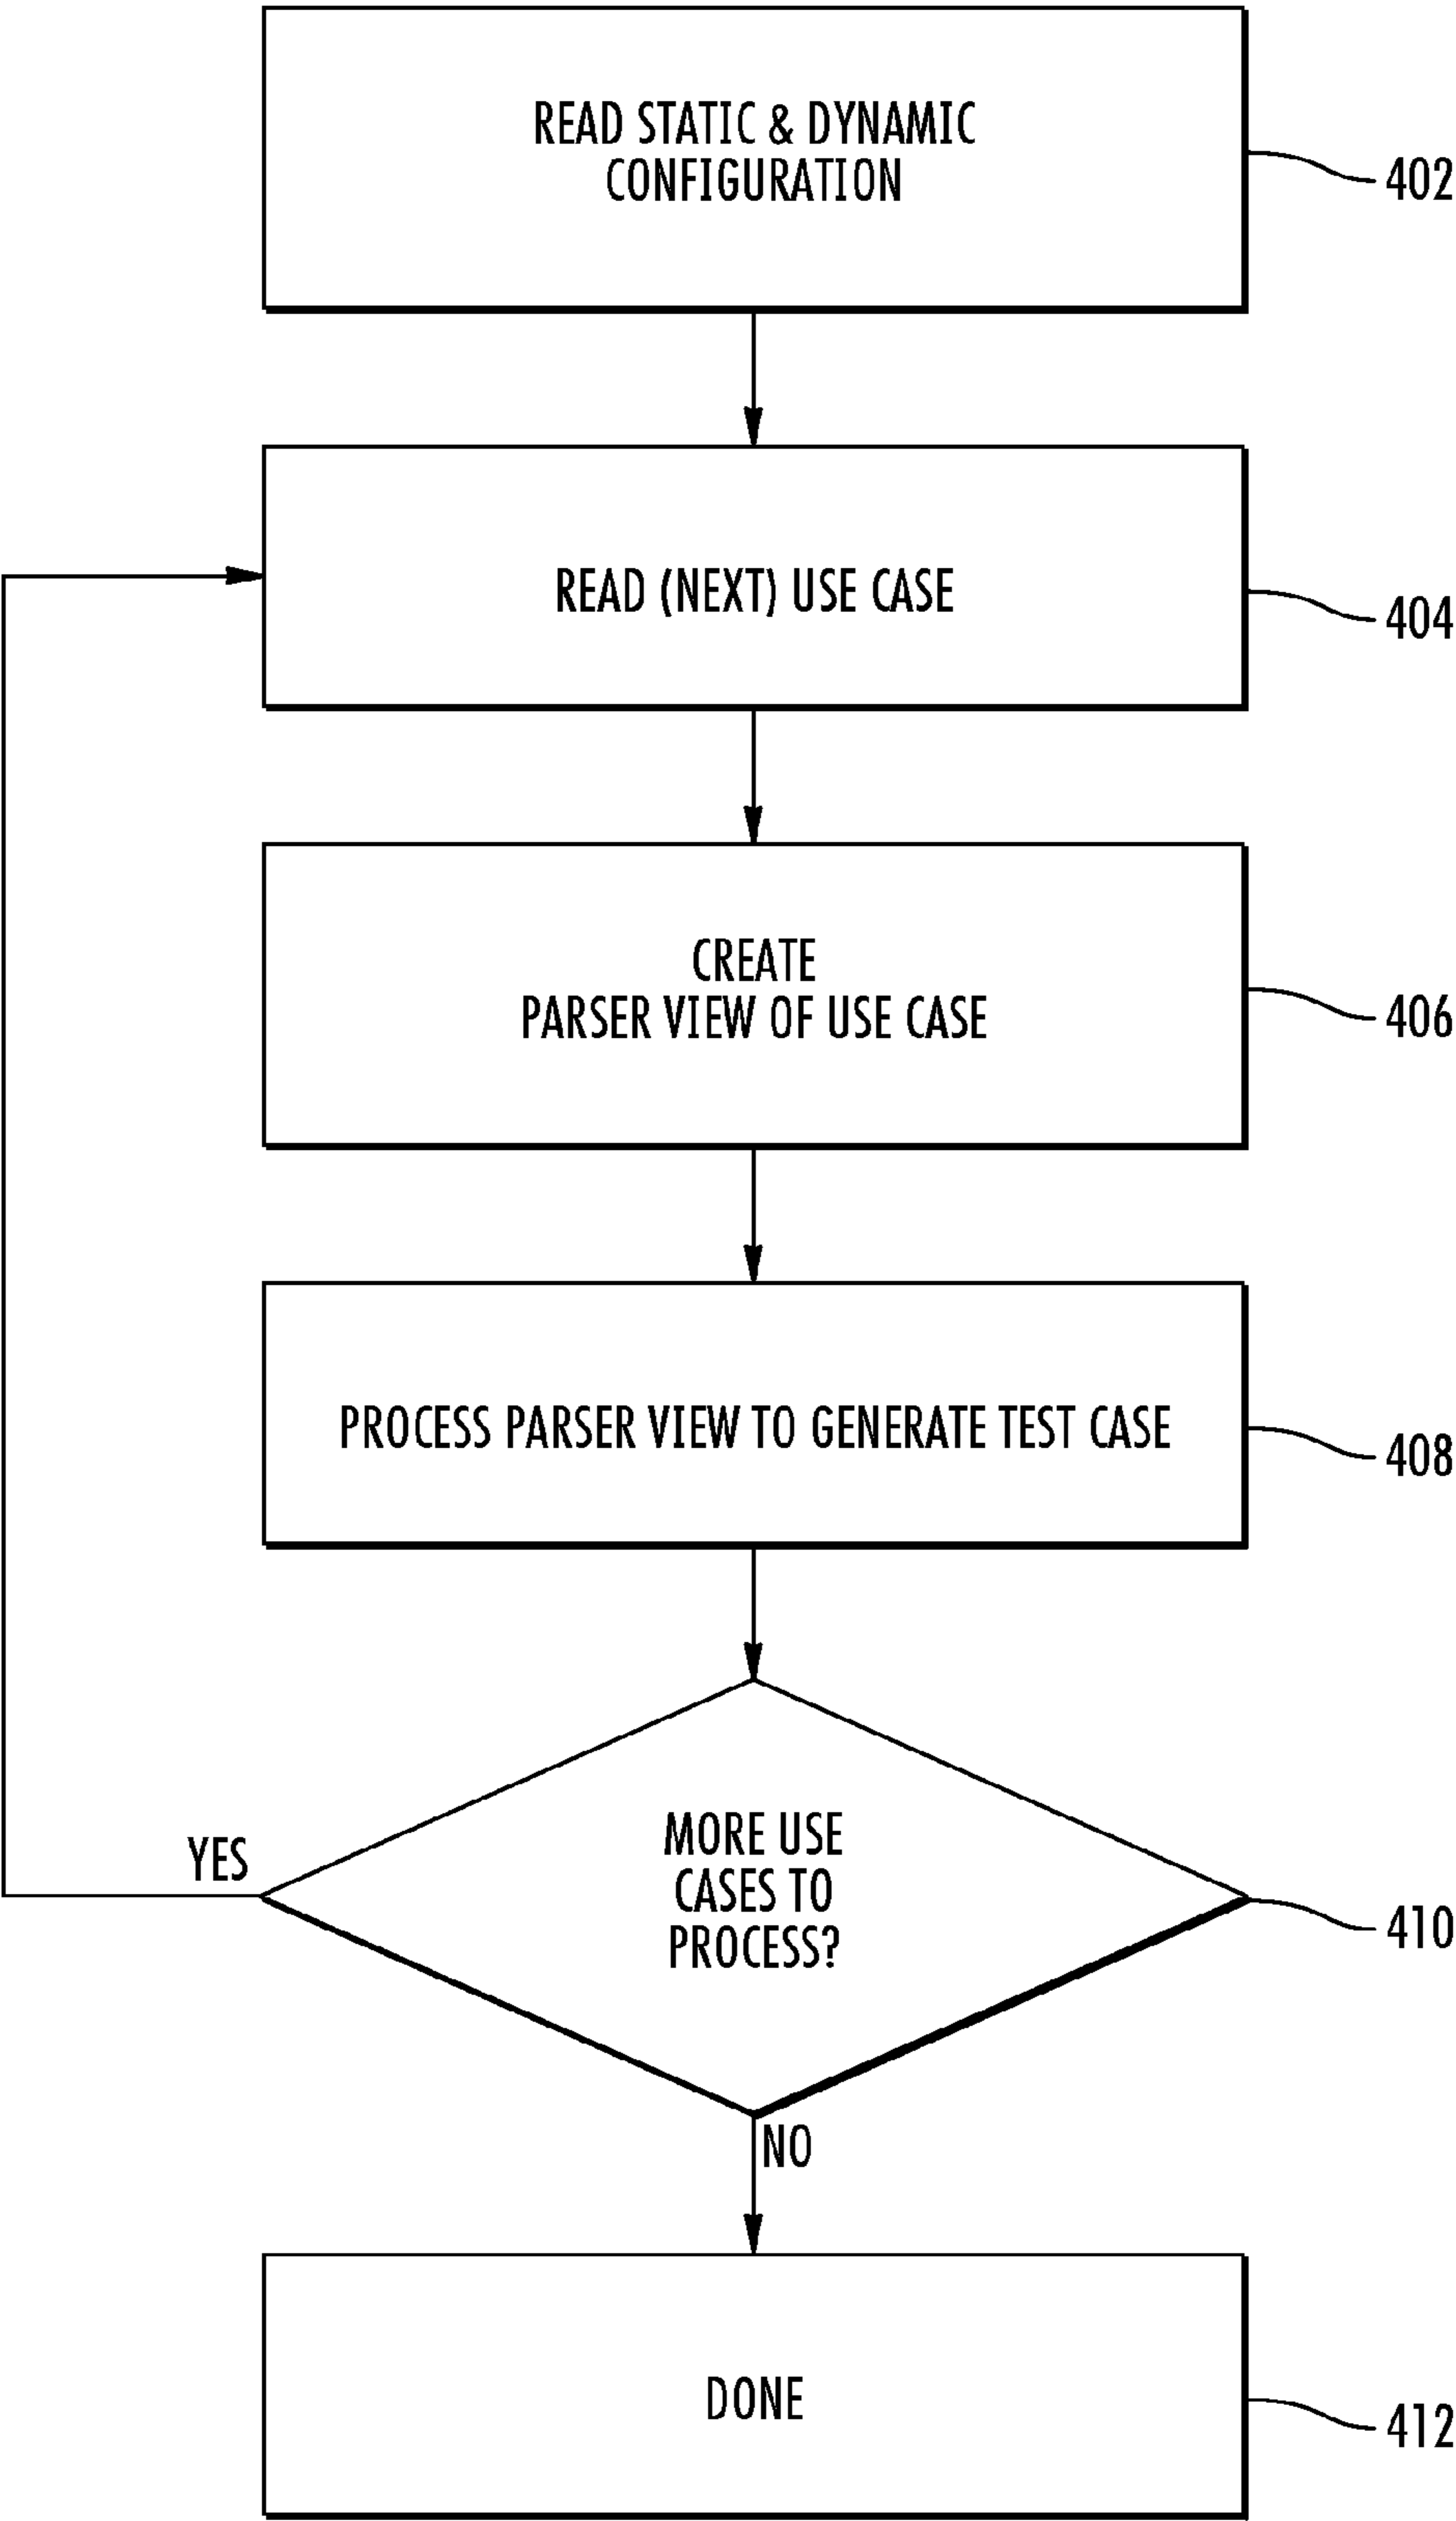 READ STATIC & DYNAMIC
CONFIGURATION
402
READ (NEXT) USE CASE
404
CREATE
PARSER VIEW OF USE CASE
406
PROCESS PARSER VIEW TO GENERATE TEST CASE
408
MORE USE
CASES TO
PROCESS?
YES
410
NO
DONE
412